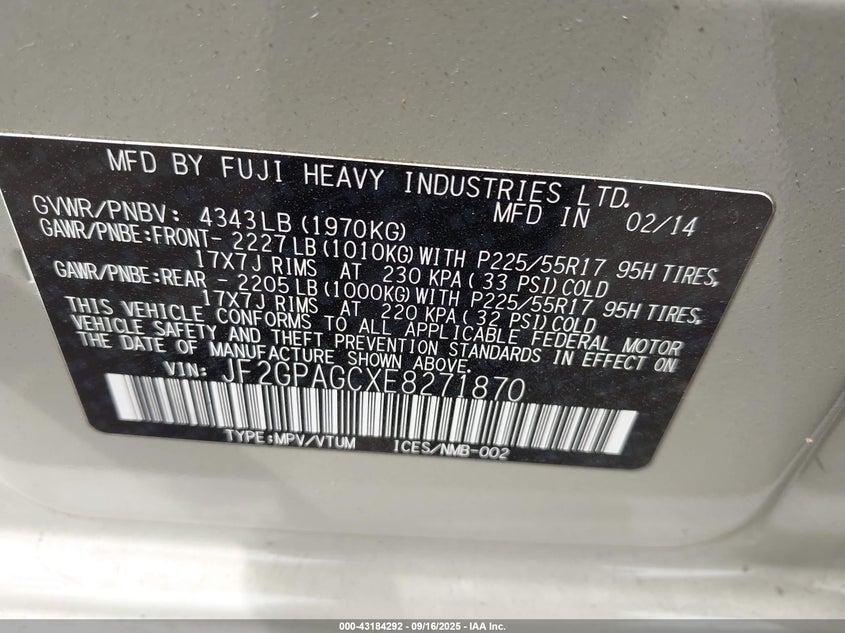 MFD BY FUJI HEAVY INDUSTRIES LTD.
GVWR/PNBV: 4343LB (1970KG) MFD IN 02/14
GAWR/PNBE:FRONT- 2227LB (1010KG) WITH P225/55R17 95H TIRES,
17X7J RIMS AT 230 KPA (33 PSI) COLD
GAWR/PNBE:REAR - 2205LB (1000KG) WITH P225/55R17 95H TIRES,
17X7J RIMS AT 220 KPA (32 PSI) COLD
THIS VEHICLE CONFORMS TO ALL APPLICABLE FEDERAL MOTOR
VEHICLE SAFETY AND THEFT PREVENTION STANDARDS IN EFFECT ON
THE DATE OF MANUFACTURE SHOWN ABOVE.
VIN: JF2GPAGCXE8271870
TYPE:MPV/VTUM ICES/NMB-002
000-43184292 - 09/16/2025 - IAA Inc.